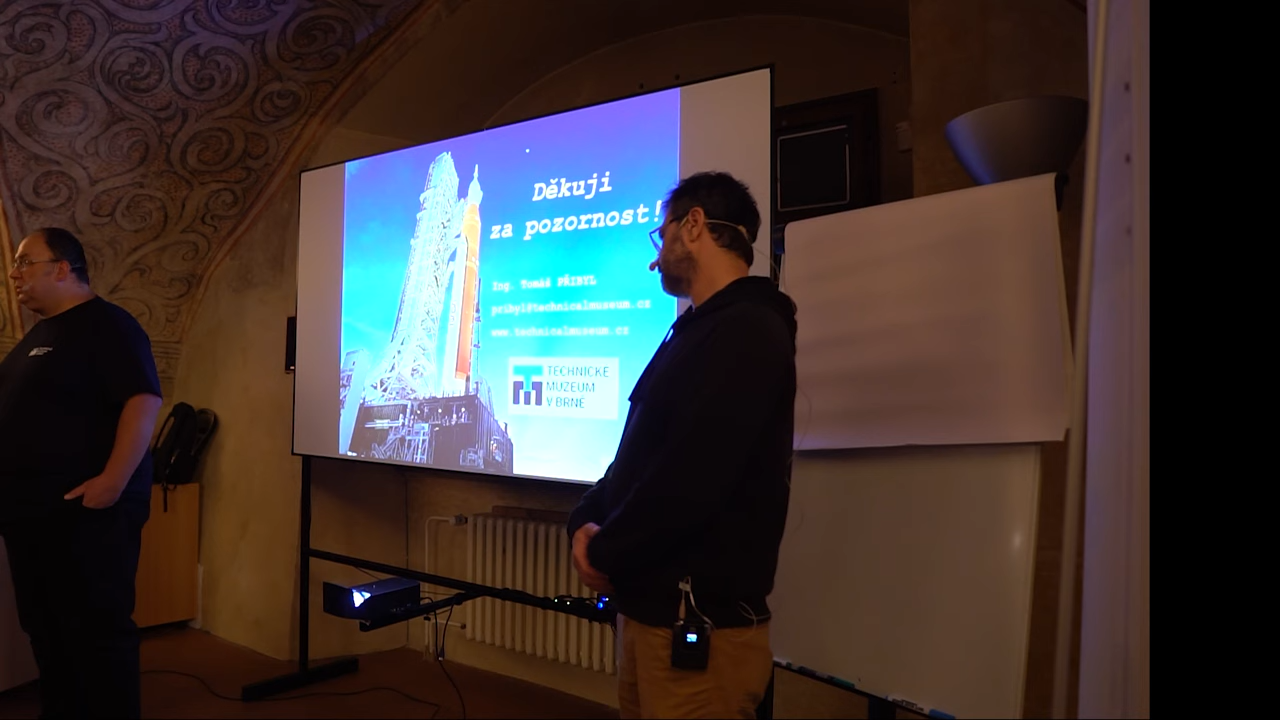 Děkuji
za pozornost!
Ing. Tomáš PŘIBYL
pribyl@technicalmuseum.cz
www.technicalmuseum.cz
TECHNICKÉ
MUZEUM
V BRNĚ